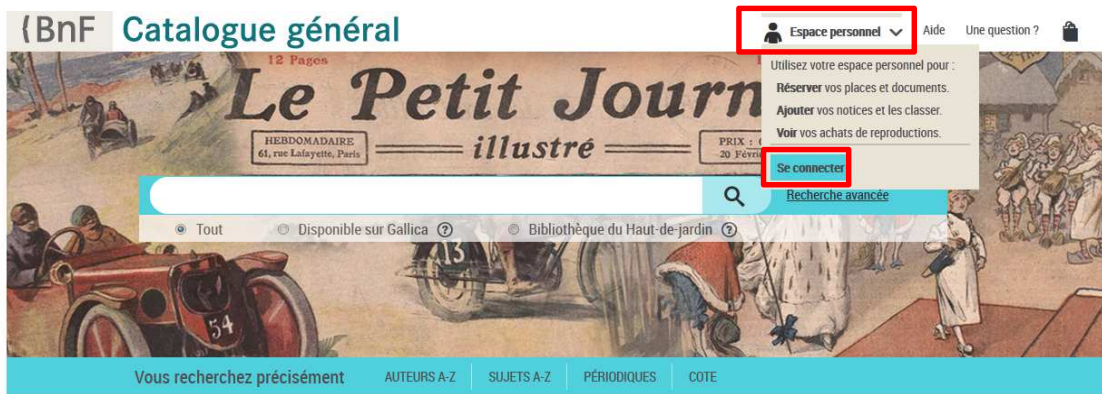 {BnF Catalogue général
Espace personnel
Aide
Une question ?
Utilisez votre espace personnel pour :
Réserver vos places et documents.
Ajouter vos notices et les classer.
Voir vos achats de reproductions.
Se connecter
12 Pages
Le Petit Journ
HEBDOMADAIRE
61, rue Lafayette, Paris
illustré
PRIX :
20 Févri
Recherche avancée
Tout
Disponible sur Gallica ?
Bibliothèque du Haut-de-jardin ?
13
54
Vous recherchez précisément
AUTEURS A-Z
SUJETS A-Z
PÉRIODIQUES
COTE